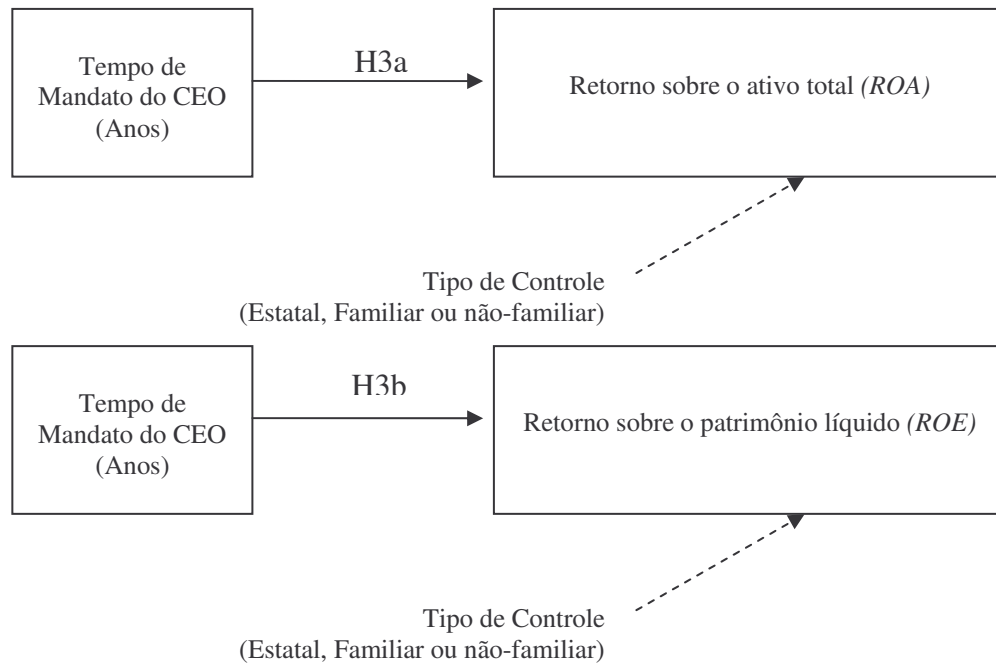 Tempo de
Mandato do CEO
(Anos)
H3a
Retorno sobre o ativo total (ROA)
Tipo de Controle
(Estatal, Familiar ou não-familiar)
Tempo de
Mandato do CEO
(Anos)
H3b
Retorno sobre o patrimônio líquido (ROE)
Tipo de Controle
(Estatal, Familiar ou não-familiar)